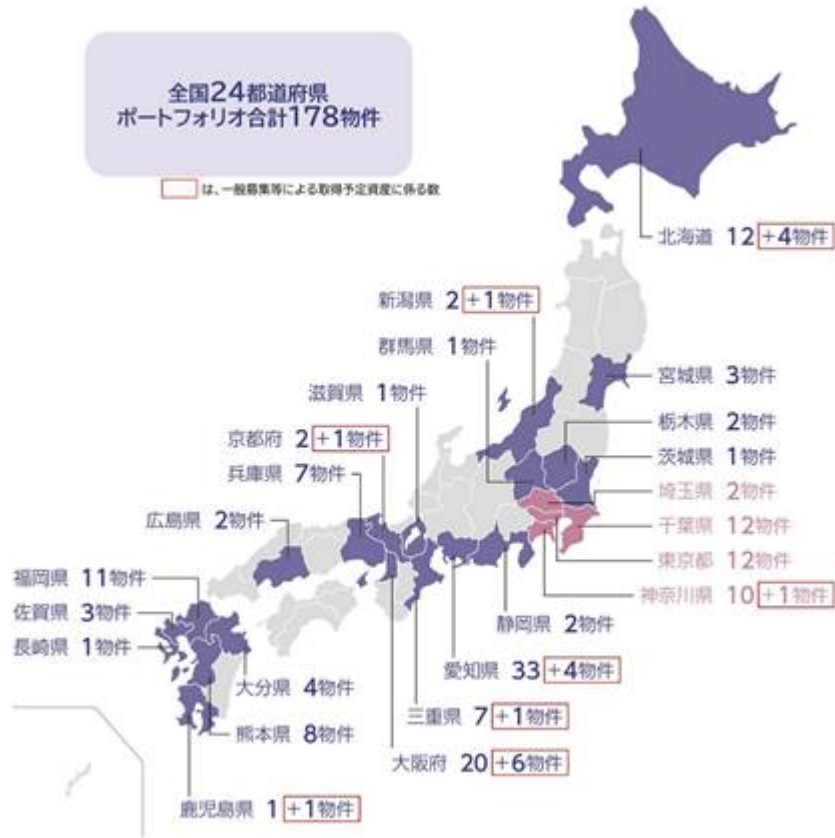 全国24都道府県
ポートフォリオ合計178物件
は、一般募集等による取得予定資産に係る数
北海道 12 +4物件
新潟県 2 +1物件
群馬県 1物件
宮城県 3物件
滋賀県 1物件
栃木県 2物件
京都府 2 +1物件
茨城県 1物件
兵庫県 7物件
埼玉県 2物件
広島県 2物件
千葉県 12物件
東京都 12物件
福岡県 11物件
神奈川県 10 +1物件
佐賀県 3物件
静岡県 2物件
長崎県 1物件
愛知県 33 +4物件
大分県 4物件
三重県 7 +1物件
熊本県 8物件
大阪府 20 +6物件
鹿児島県 1 +1物件